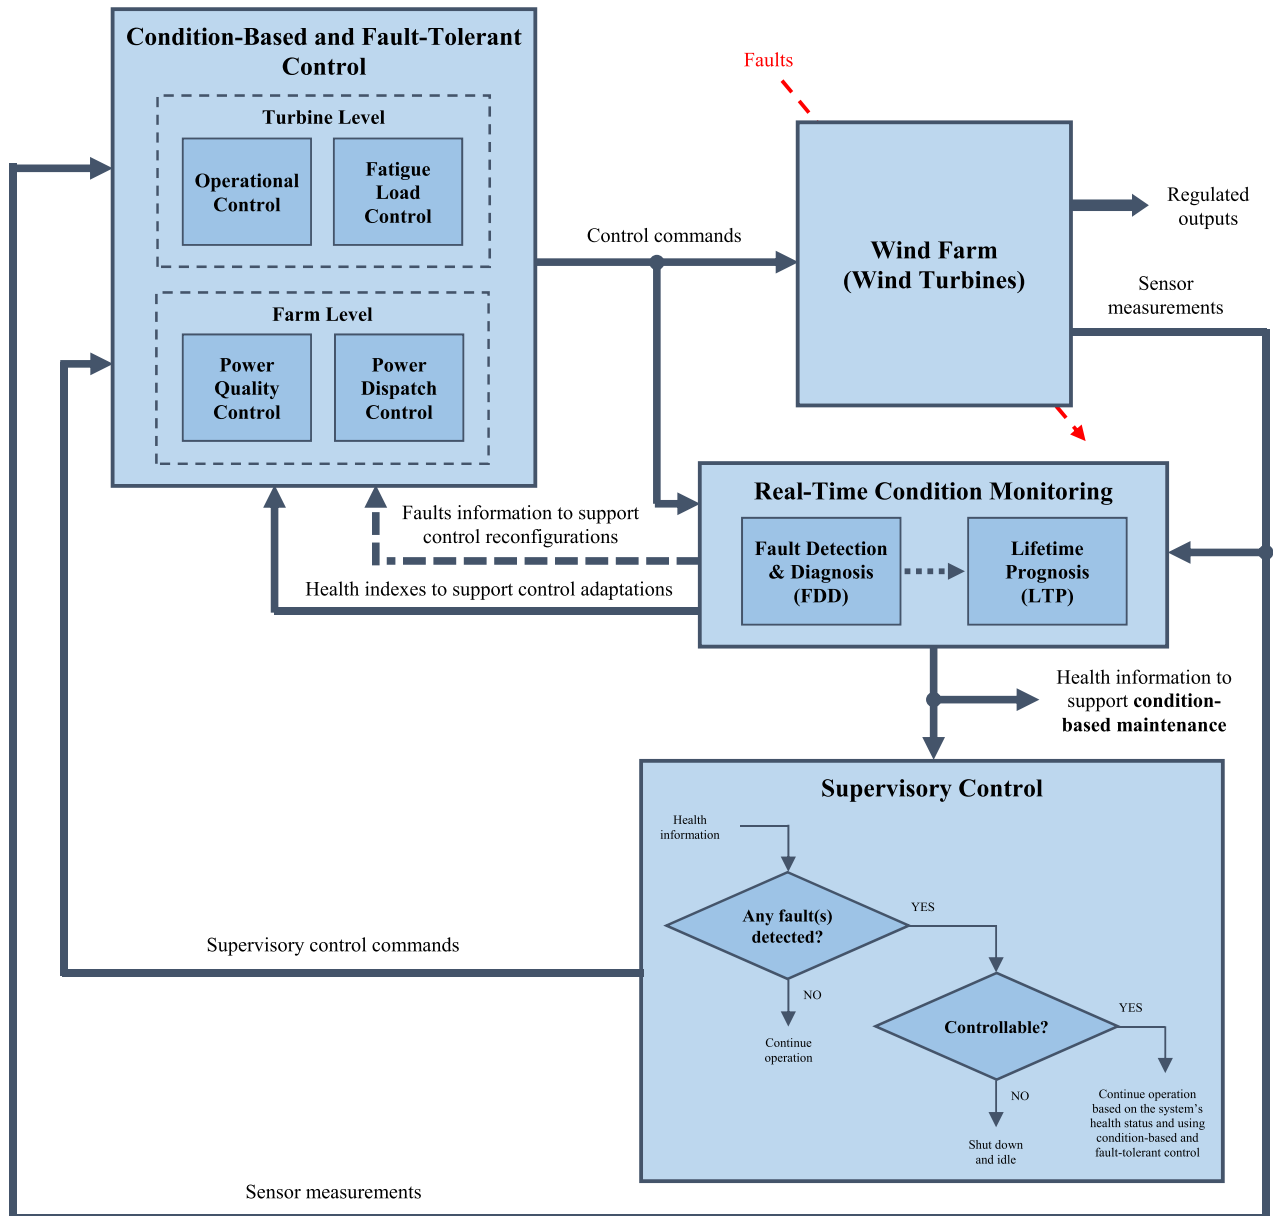 Condition-Based and Fault-Tolerant
Control
Turbine Level
Operational
Control
Fatigue
Load
Control
Farm Level
Power
Quality
Control
Power
Dispatch
Control
Faults
Control commands
Wind Farm
(Wind Turbines)
Regulated
outputs
Sensor
measurements
Real-Time Condition Monitoring
Fault Detection
& Diagnosis
(FDD)
Lifetime
Prognosis
(LTP)
Faults information to support
control reconfigurations
Health indexes to support control adaptations
Health information to
support condition-
based maintenance
Supervisory Control
Health
information
Any fault(s)
detected?
YES
NO
Continue
operation
Controllable?
YES
NO
Shut down
and idle
Continue operation
based on the system's
health status and using
condition-based and
fault-tolerant control
Supervisory control commands
Sensor measurements